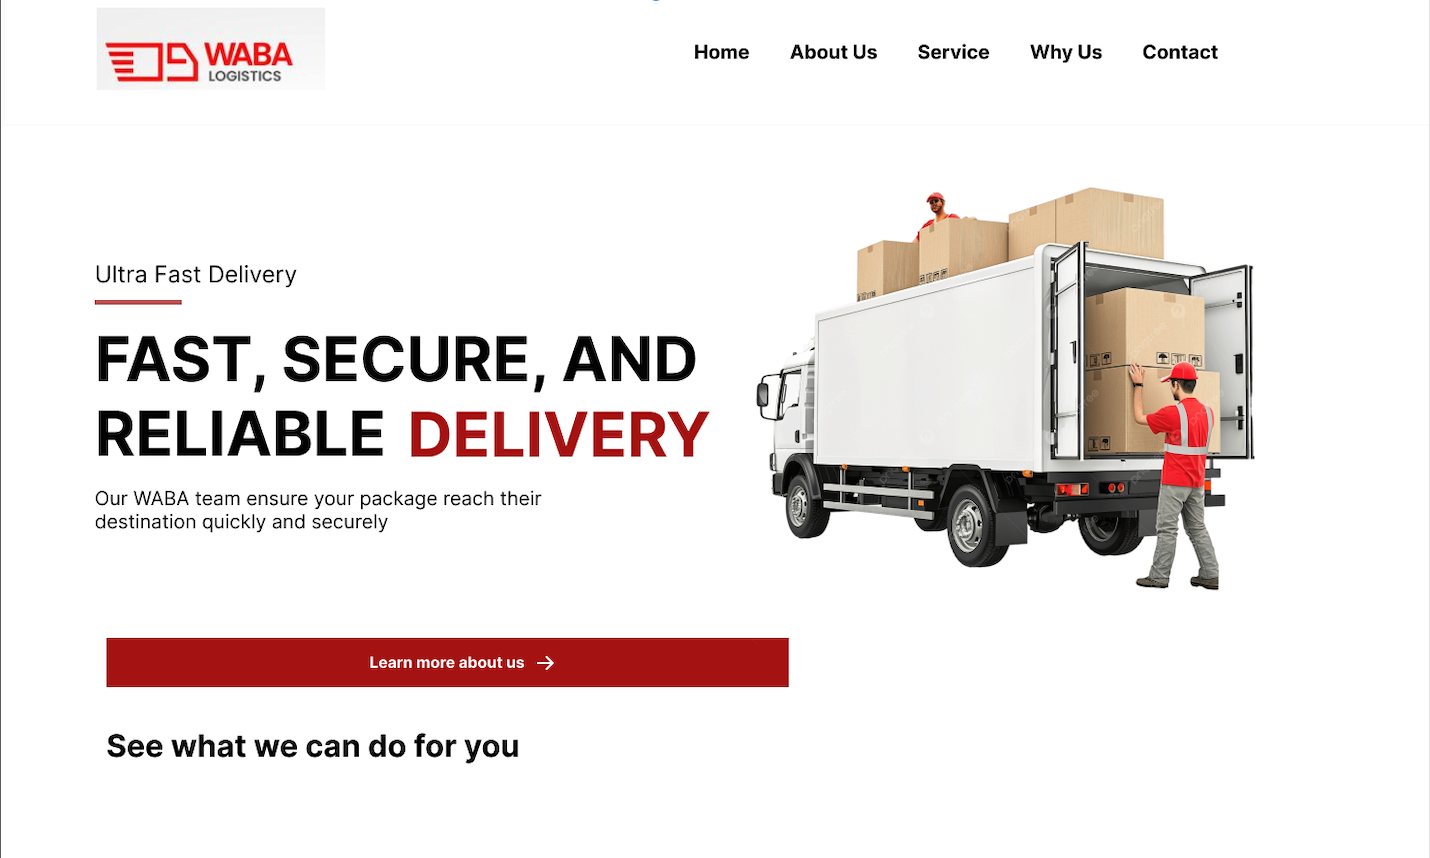 WABA
LOGISTICS
Home About Us Service Why Us Contact
Ultra Fast Delivery
FAST, SECURE, AND
RELIABLE DELIVERY
Our WABA team ensure your package reach their
destination quickly and securely
Learn more about us →
See what we can do for you